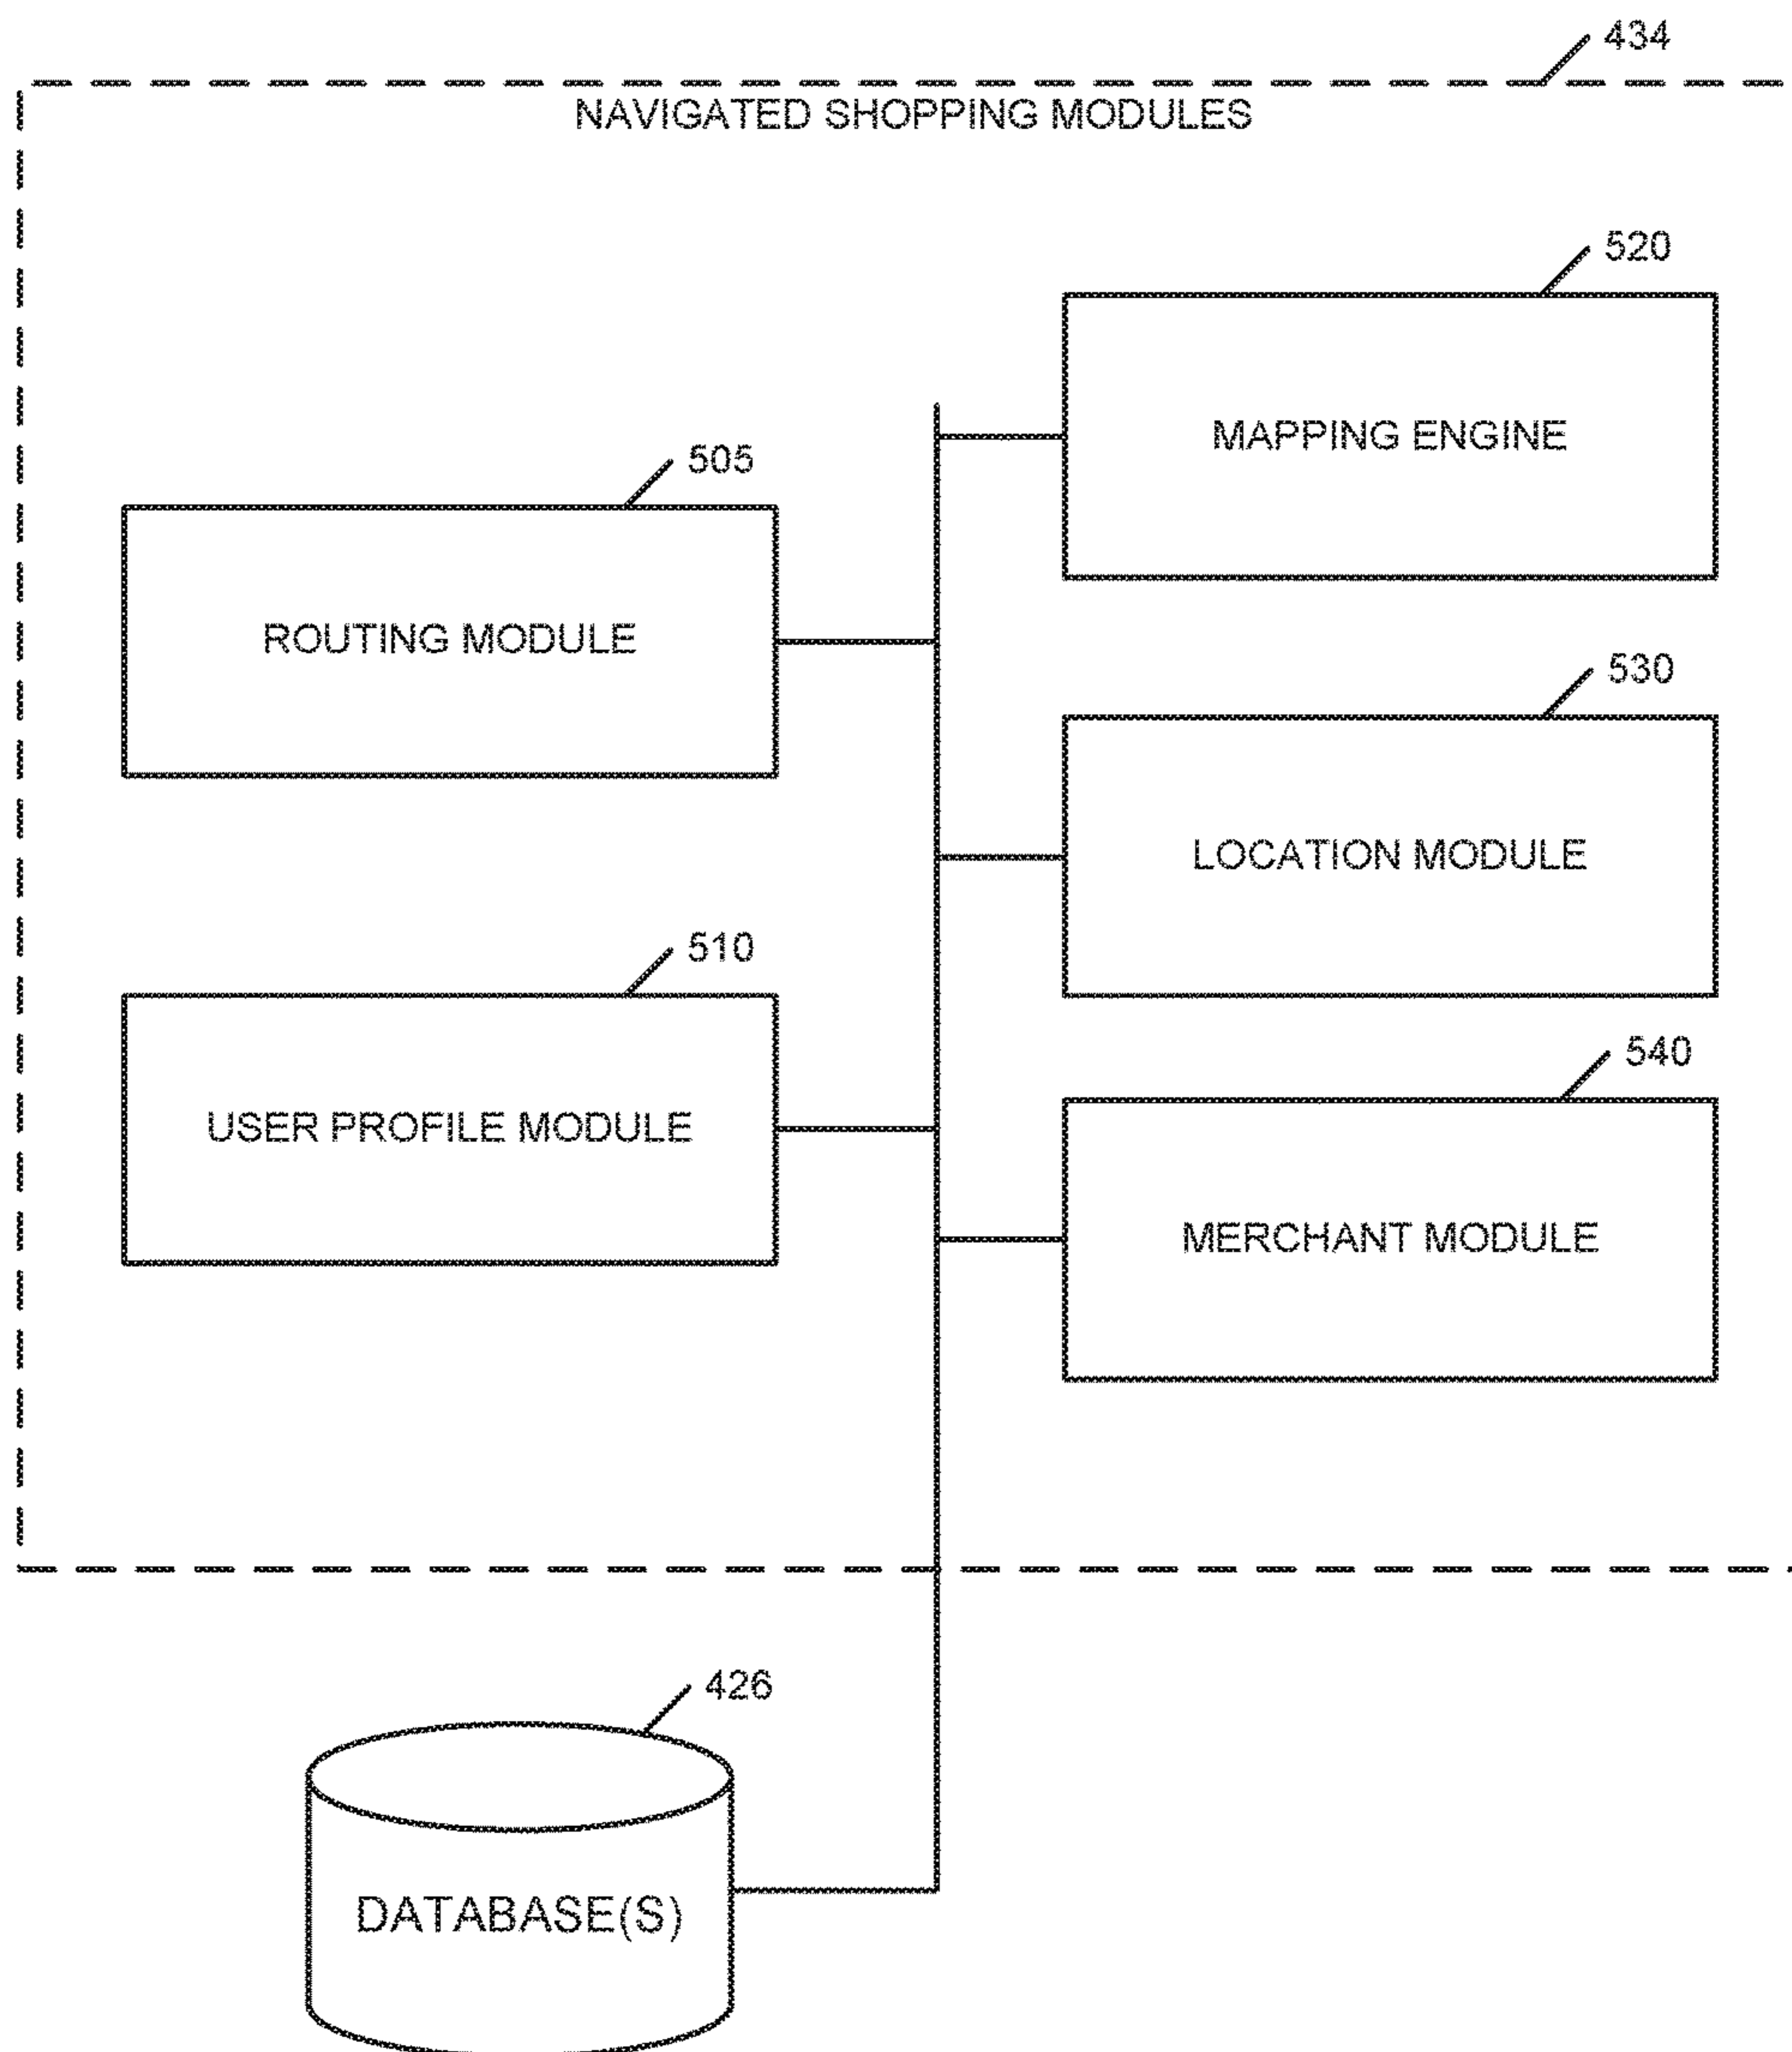 434
NAVIGATED SHOPPING MODULES
520
MAPPING ENGINE
505
ROUTING MODULE
530
LOCATION MODULE
510
USER PROFILE MODULE
540
MERCHANT MODULE
426
DATABASE(S)